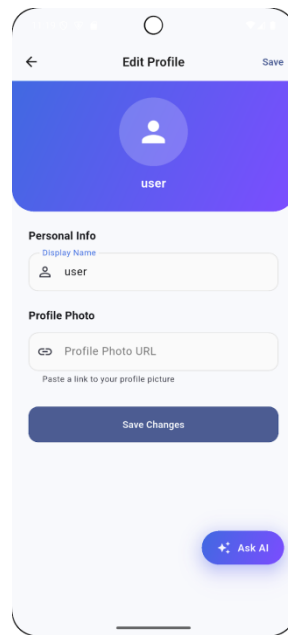 Edit Profile
Save
user
Personal Info
Display Name
user
Profile Photo
Profile Photo URL
Paste a link to your profile picture
Save Changes
Ask AI